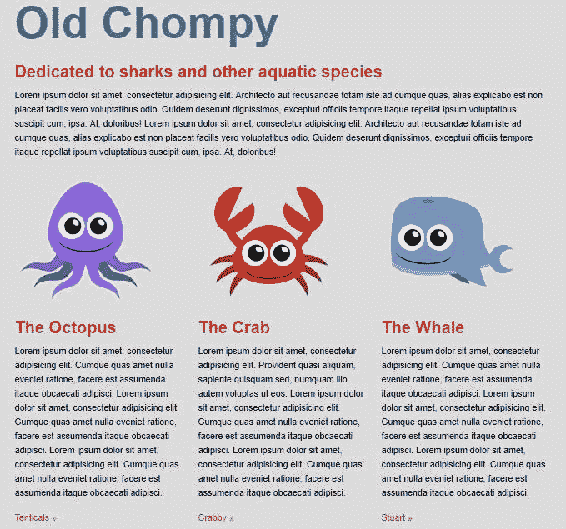 Old Chompy
Dedicated to sharks and other aquatic species
Lorem ipsum dolor sit amet, consectetur adipisicing elit. Architecto aut recusandae totam iste ad cumque quas, alias explicabo est non
placeat facilis vero voluptatibus odio. Quidem deserunt dignissimos, excepturi officiis tempore itaque repellat ipsum voluptatibus
suscipit cum, ipsa. At, doloribus! Lorem ipsum dolor sit amet, consectetur adipisicing elit. Architecto aut recusandae totam iste ad
cumque quas, alias explicabo est non placeat facilis vero voluptatibus odio. Quidem deserunt dignissimos, excepturi officiis tempore
itaque repellat ipsum voluptatibus suscipit cum, ipsa. At, doloribus!
The Octopus
Lorem ipsum dolor sit amet, consectetur
adipisicing elit. Cumque quas amet nulla
eveniet ratione, facere est assumenda
itaque obcaecati adipisci. Lorem ipsum
dolor sit amet, consectetur adipisicing elit.
Cumque quas amet nulla eveniet ratione,
facere est assumenda itaque obcaecati
adipisci. Lorem ipsum dolor sit amet,
consectetur adipisicing elit. Cumque quas
amet nulla eveniet ratione, facere est
assumenda itaque obcaecati adipisci.
Tenticals »
The Crab
Lorem ipsum dolor sit amet, consectetur
adipisicing elit. Provident quasi aliquam,
sapiente quisquam sed, numquam illo
autem voluptas ut eos. Lorem ipsum dolor
sit amet, consectetur adipisicing elit.
Cumque quas amet nulla eveniet ratione,
facere est assumenda itaque obcaecati
adipisci. Lorem ipsum dolor sit amet,
consectetur adipisicing elit. Cumque quas
amet nulla eveniet ratione, facere est
assumenda itaque obcaecati adipisci.
Crabby »
The Whale
Lorem ipsum dolor sit amet, consectetur
adipisicing elit. Cumque quas amet nulla
eveniet ratione, facere est assumenda
itaque obcaecati adipisci. Lorem ipsum
dolor sit amet, consectetur adipisicing elit.
Cumque quas amet nulla eveniet ratione,
facere est assumenda itaque obcaecati
adipisci. Lorem ipsum dolor sit amet,
consectetur adipisicing elit. Cumque quas
amet nulla eveniet ratione, facere est
assumenda itaque obcaecati adipisci.
Stuart »